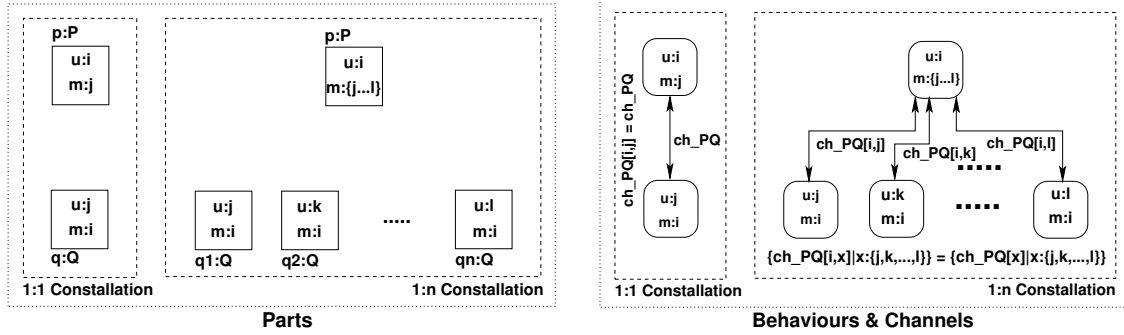 p:P
u:i
m:j
u:j
m:i
q:Q
1:1 Constallation
p:P
u:i
m:{j...l}
u:j
m:i
q1:Q
u:k
m:i
q2:Q
.....
u:l
m:i
qn:Q
1:n Constallation
Parts
ch_PQ[i,j] = ch_PQ
u:i
m:j
ch_PQ
u:j
m:i
1:1 Constallation
u:i
m:{j...l}
ch_PQ[i,j]
ch_PQ[i,k]
ch_PQ[i,l]
.....
u:j
m:i
u:k
m:i
.....
u:l
m:i
{ch_PQ[i,x]|x:{j,k,...,l}} = {ch_PQ[x]|x:{j,k,...,l}}
1:n Constallation
Behaviours & Channels